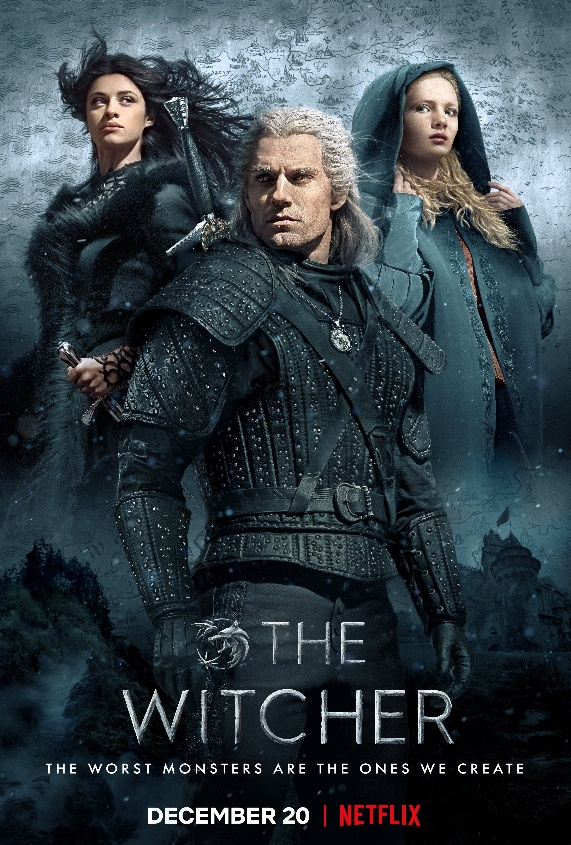 THE
WITCHER
THE WORST MONSTERS ARE THE ONES WE CREATE
DECEMBER 20 | NETFLIX